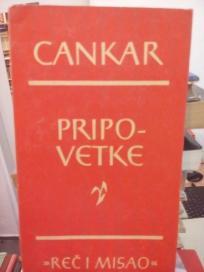 CANKAR
PRIPO-
VETKE
»REČ I MISAO«